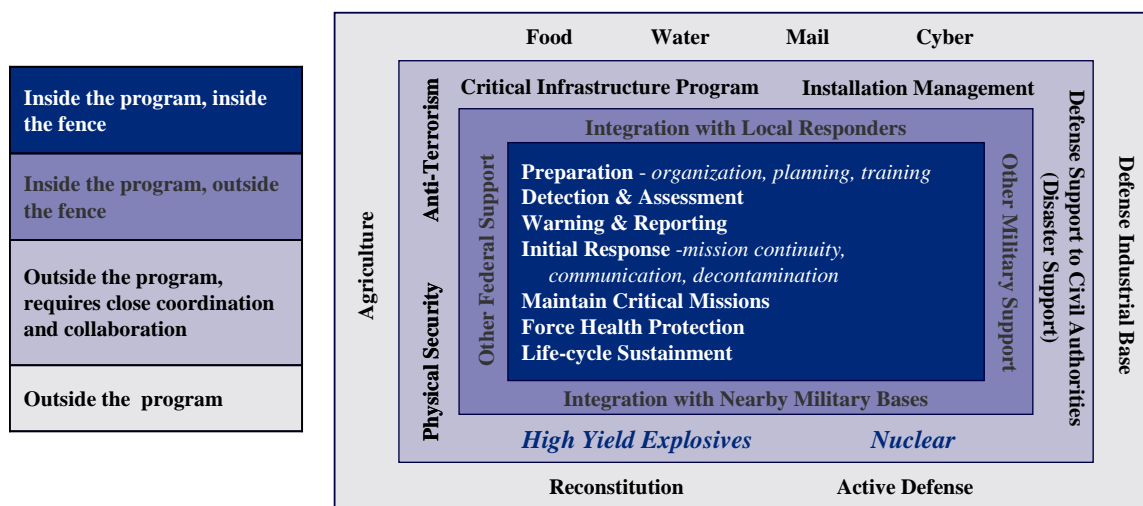 Inside the program, inside
the fence
Inside the program, outside
the fence
Outside the program,
requires close coordination
and collaboration
Outside the  program
Food
Water
Mail
Cyber
Agriculture
Anti-Terrorism
Physical Security
Critical Infrastructure Program
Installation Management
Integration with Local Responders
Other Federal Support
Preparation - organization, planning, training
Detection & Assessment
Warning & Reporting
Initial Response -mission continuity,
communication, decontamination
Maintain Critical Missions
Force Health Protection
Life-cycle Sustainment
Other Military Support
Integration with Nearby Military Bases
High Yield Explosives
Nuclear
Defense Support to Civil Authorities
(Disaster Support)
Defense Industrial Base
Reconstitution
Active Defense